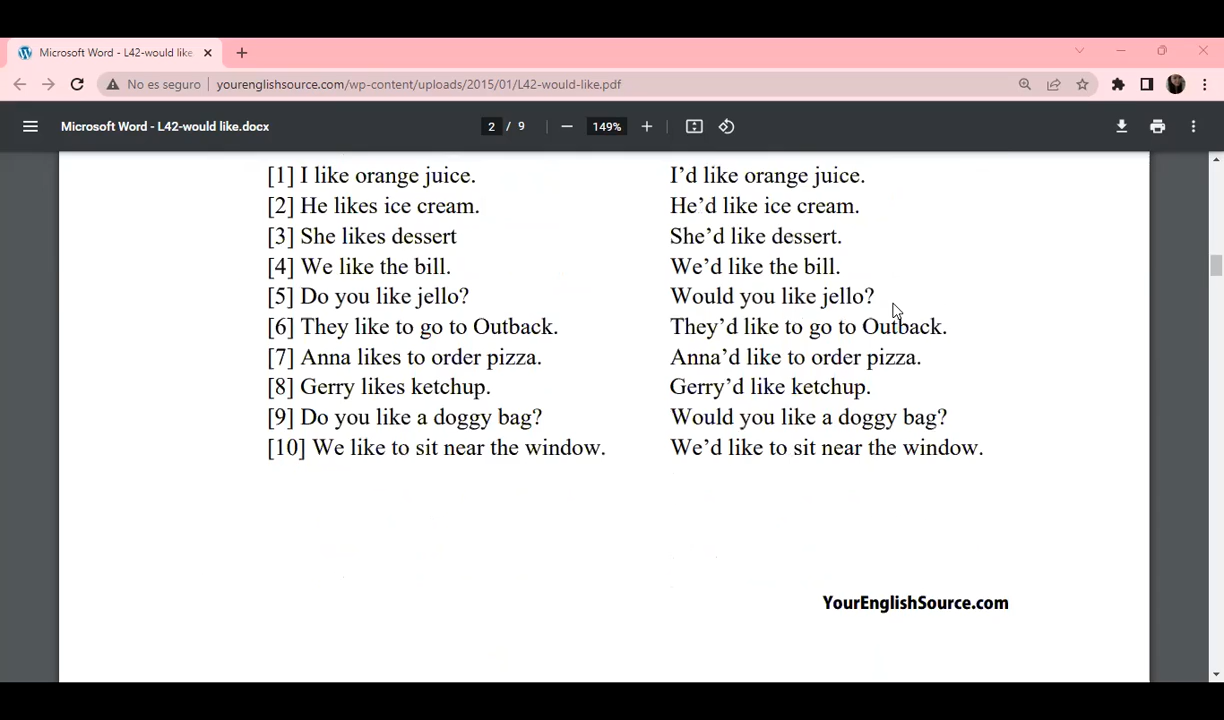 Microsoft Word - L42-would like
No es seguro yourenglishsource.com/wp-content/uploads/2015/01/L42-would-like.pdf
Microsoft Word - L42-would like.docx 2 / 9 149%
[1] I like orange juice. I'd like orange juice.
[2] He likes ice cream. He'd like ice cream.
[3] She likes dessert She'd like dessert.
[4] We like the bill. We'd like the bill.
[5] Do you like jello? Would you like jello?
[6] They like to go to Outback. They'd like to go to Outback.
[7] Anna likes to order pizza. Anna'd like to order pizza.
[8] Gerry likes ketchup. Gerry'd like ketchup.
[9] Do you like a doggy bag? Would you like a doggy bag?
[10] We like to sit near the window. We'd like to sit near the window.
YourEnglishSource.com